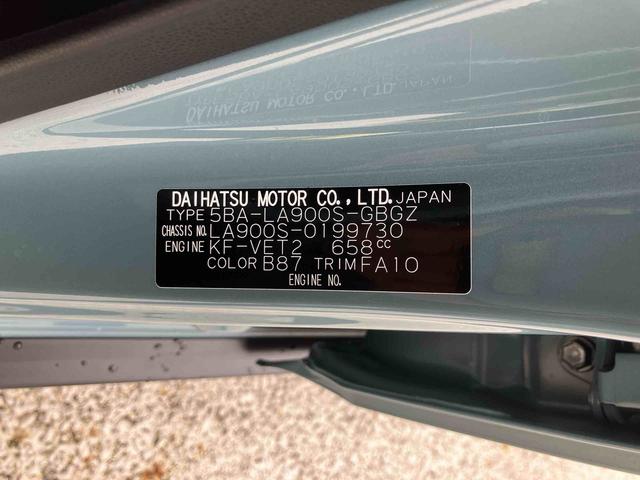 DAIHATSU MOTOR CO.,LTD. JAPAN
TYPE 5BA-LA900S-GBGZ
CHASSIS NO. LA900S-0199730
ENGINE KF-VET2 658cc
COLOR B87 TRIM FA10
ENGINE NO.